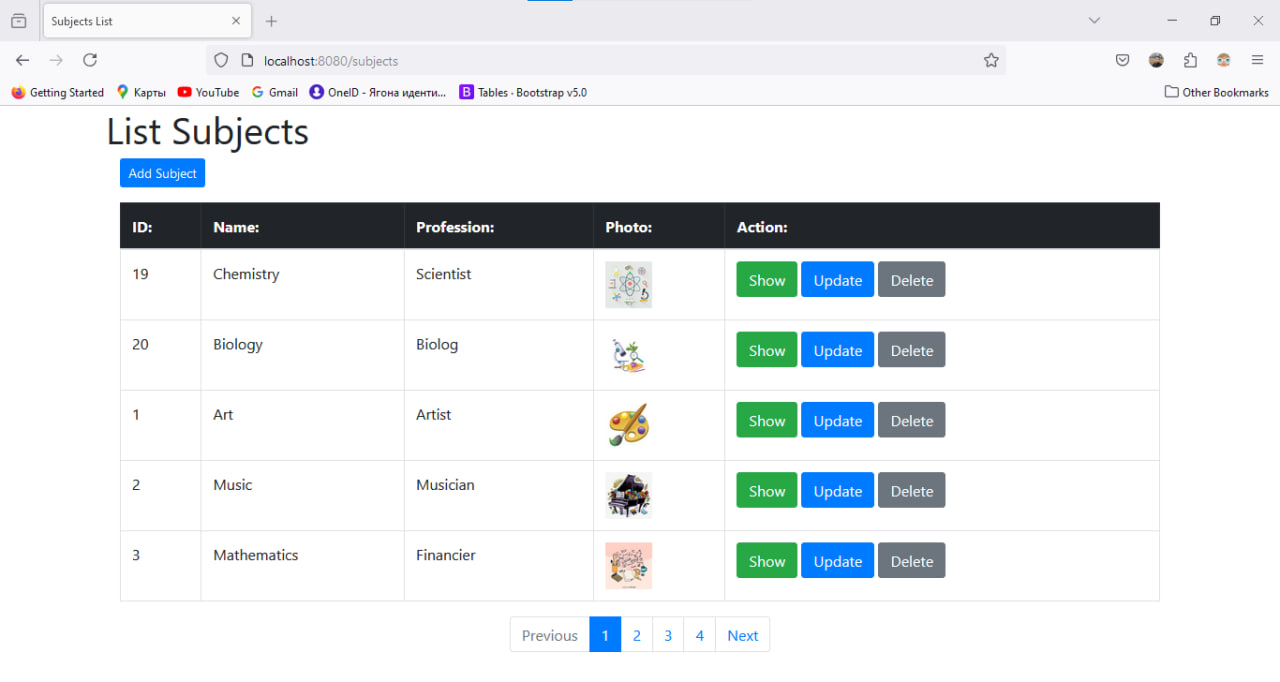 Subjects List
localhost:8080/subjects
Getting Started Карты YouTube Gmail OneID - Ягона иденти... Tables · Bootstrap v5.0 Other Bookmarks
List Subjects
Add Subject
ID: Name: Profession: Photo: Action:
19 Chemistry Scientist Show Update Delete
20 Biology Biolog Show Update Delete
1 Art Artist Show Update Delete
2 Music Musician Show Update Delete
3 Mathematics Financier Show Update Delete
Previous 1 2 3 4 Next